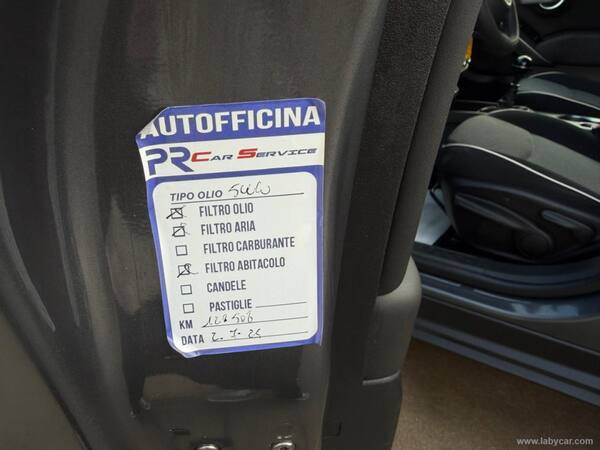 AUTOFFICINA
PR CAR SERVICE
TIPO OLIO 5W40
FILTRO OLIO
FILTRO ARIA
FILTRO CARBURANTE
FILTRO ABITACOLO
CANDELE
PASTIGLIE
KM
DATA
www.labycar.com